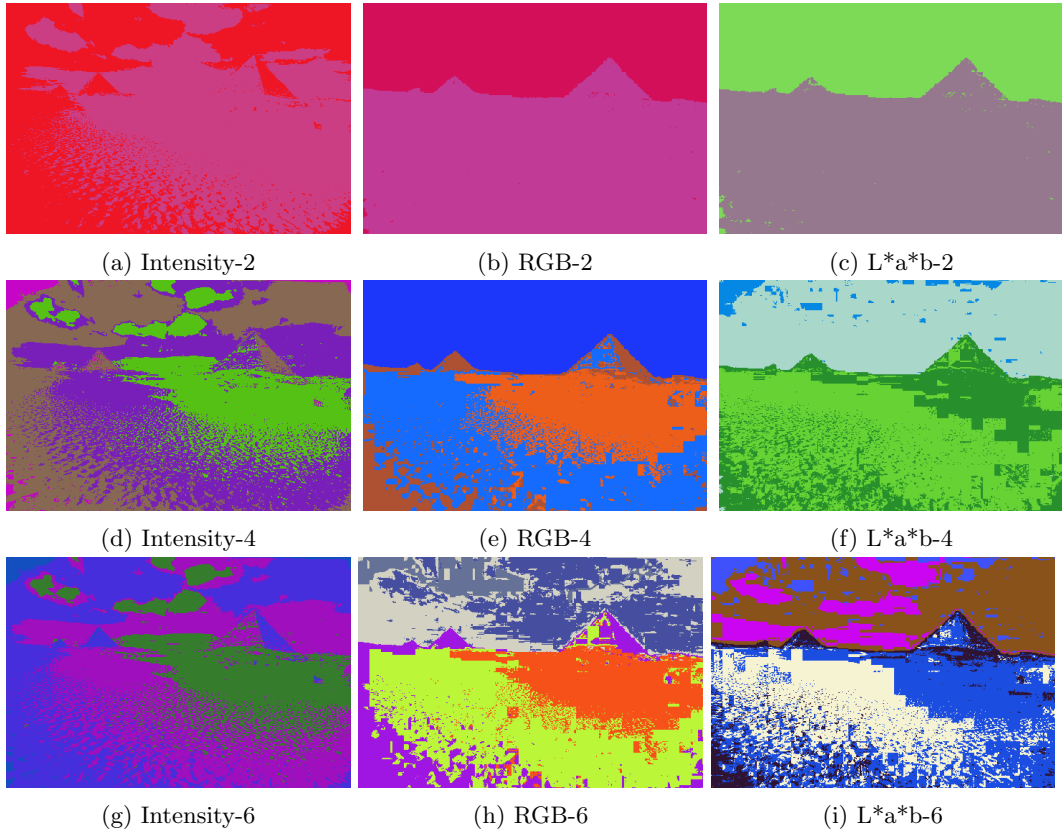 (a) Intensity-2
(b) RGB-2
(c) L*a*b-2
(d) Intensity-4
(e) RGB-4
(f) L*a*b-4
(g) Intensity-6
(h) RGB-6
(i) L*a*b-6